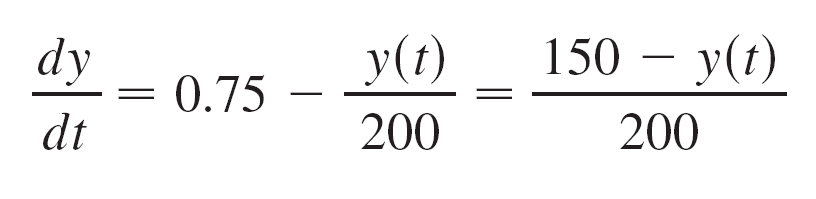 dy/dt = 0.75 − y(t)/200 = (150 − y(t))/200